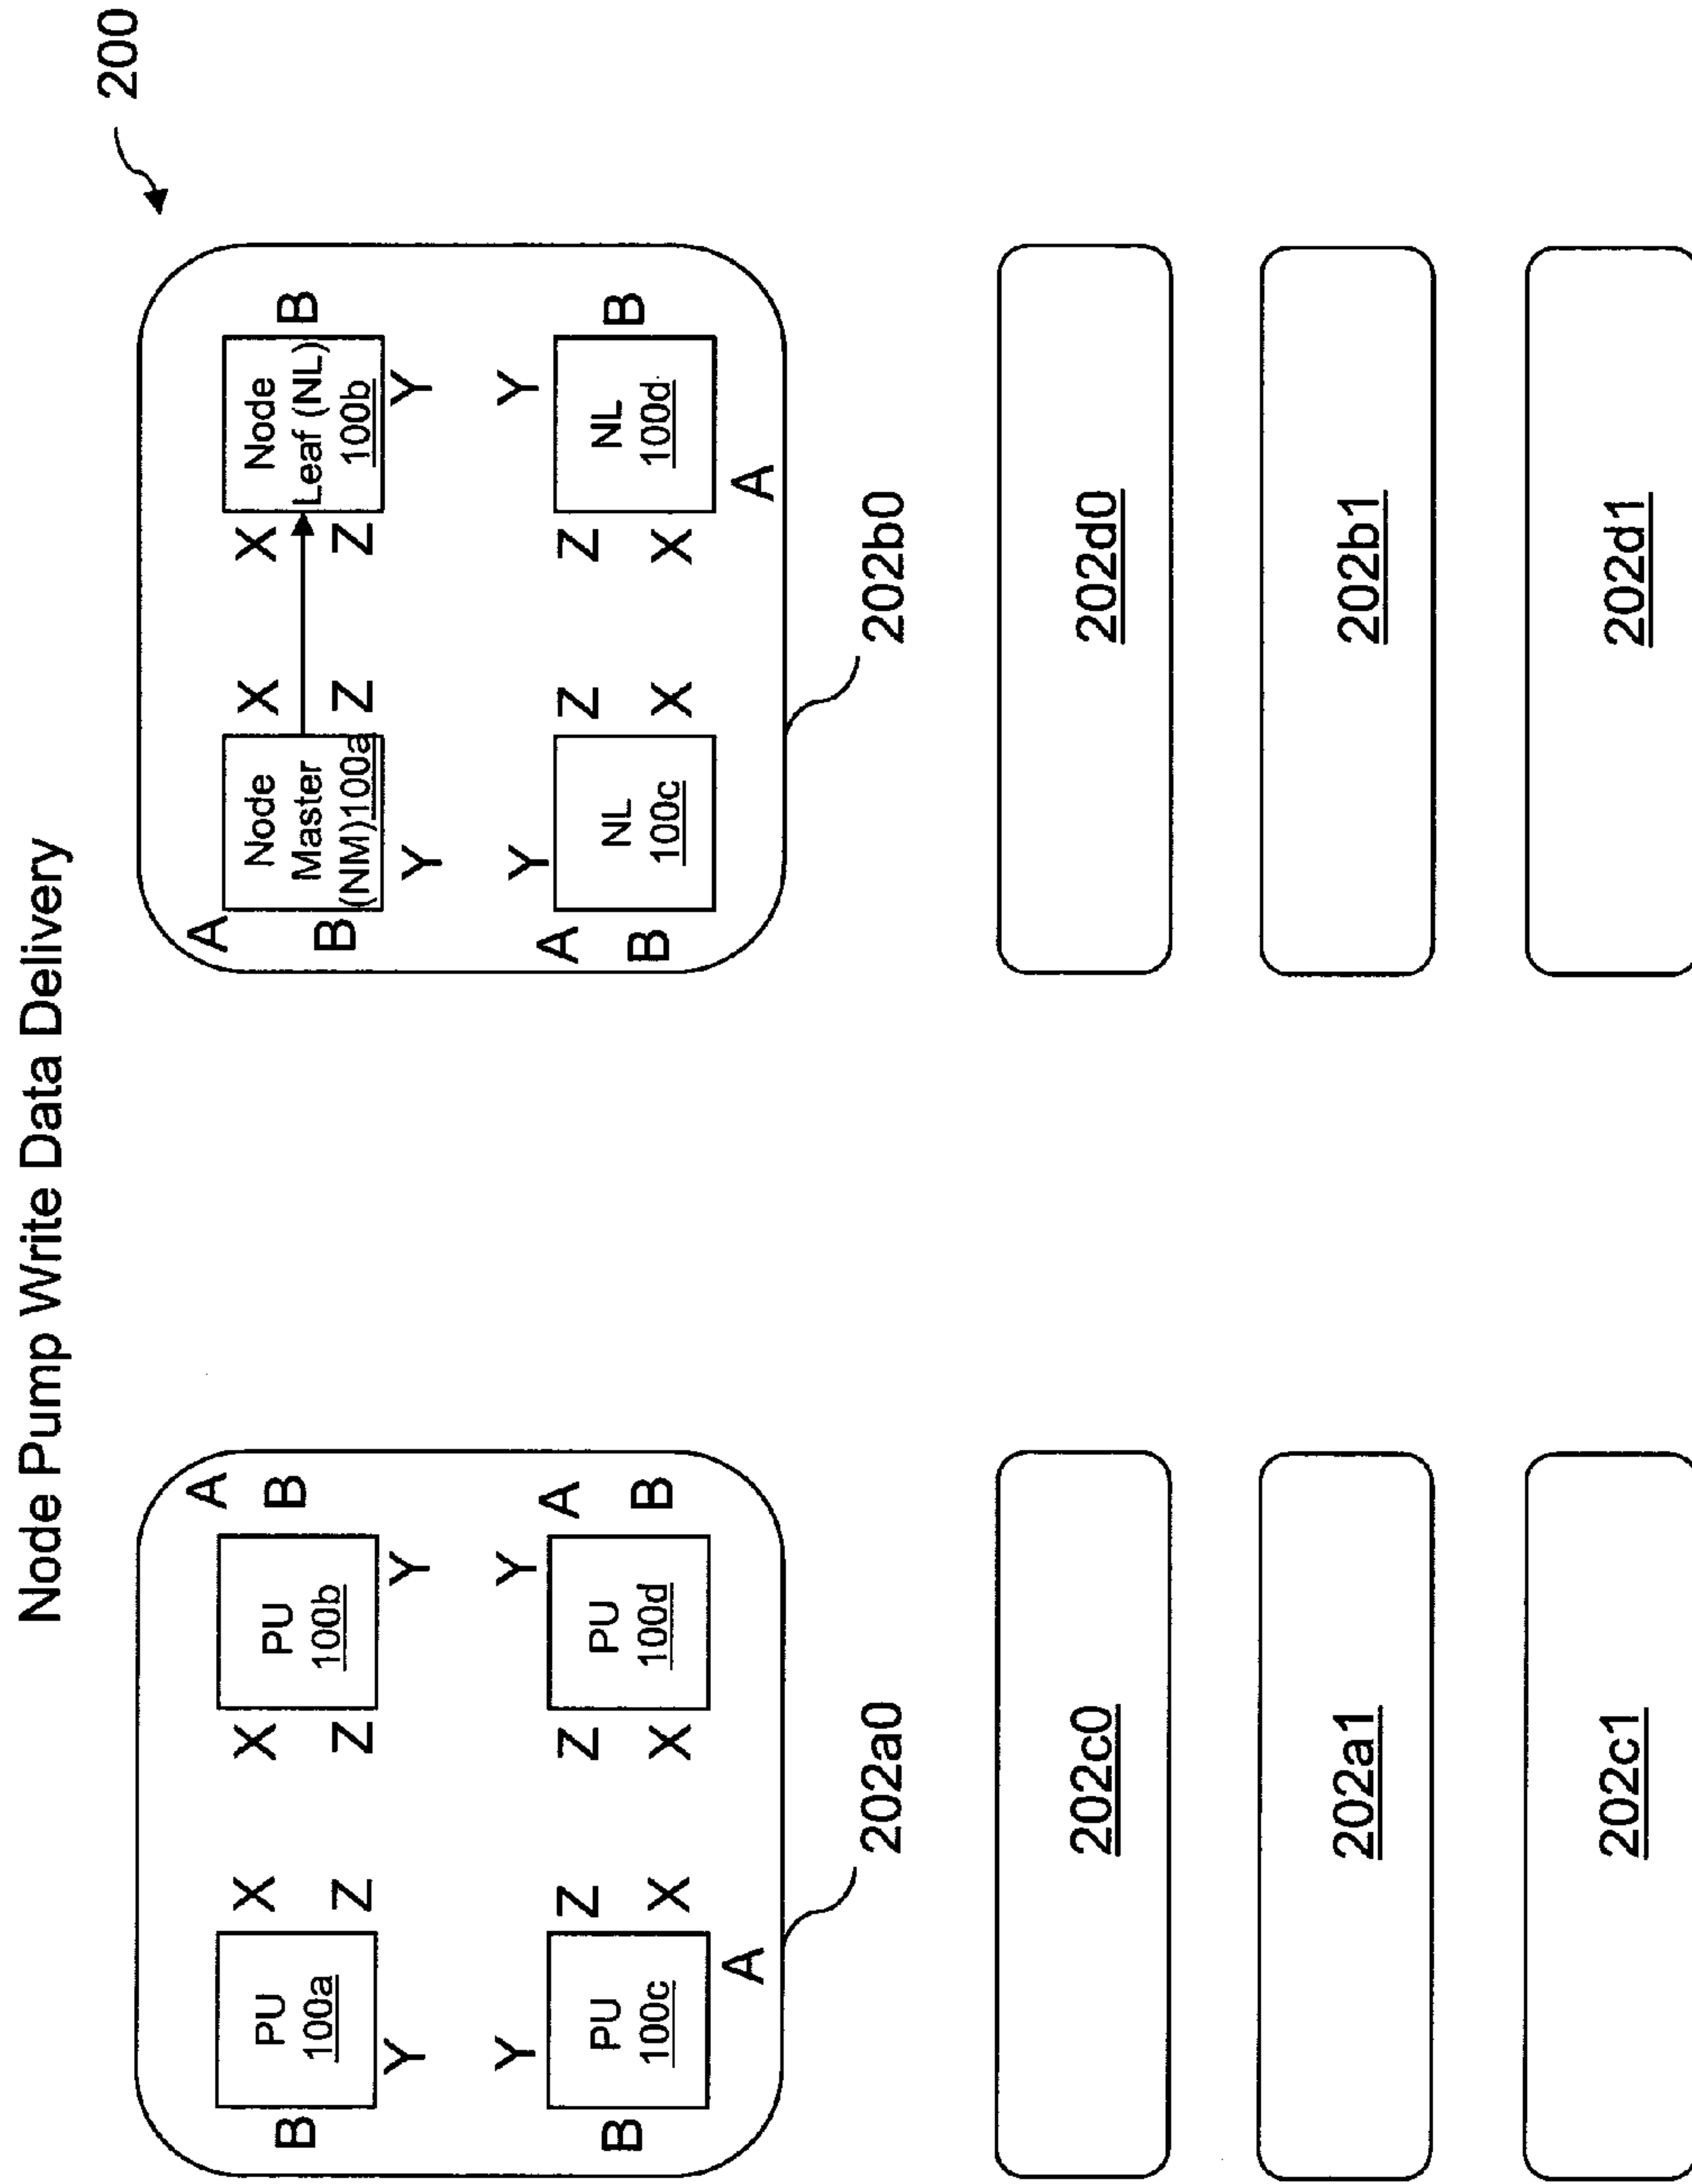 Node Pump Write Data Delivery
200
A
X X
PU PU
B 100a 100b B
Z Z
Y Y
Y Y
A
Z Z
PU PU
B 100c 100d B
X X
A
202a0
A
X X
Node Node
B
Master Leaf (NL)
B
(NM)100a 100b
Z Z
Y Y
Y Y
A
Z Z
NL NL
B 100c 100d B
X X
A
202b0
202c0 202d0
202a1 202b1
202c1 202d1